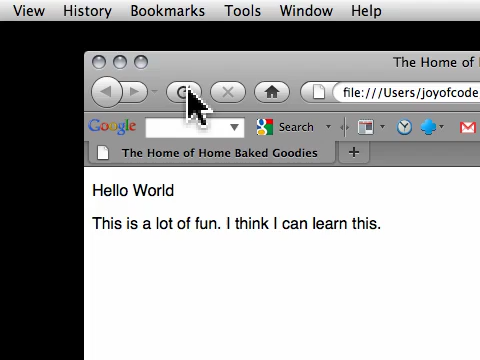 View History Bookmarks Tools Window Help
The Home of
file:///Users/joyofcode
Google Search
The Home of Home Baked Goodies
Hello World
This is a lot of fun. I think I can learn this.